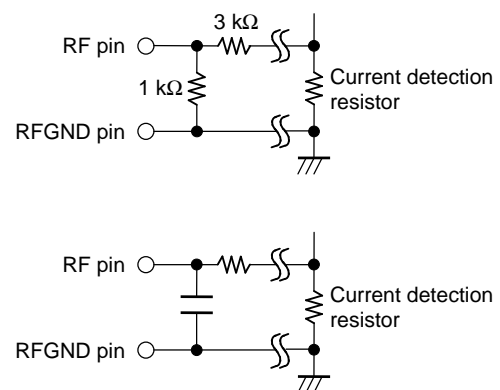 3 kΩ
RF pin
1 kΩ
Current detection
resistor
RFGND pin
RF pin
Current detection
resistor
RFGND pin